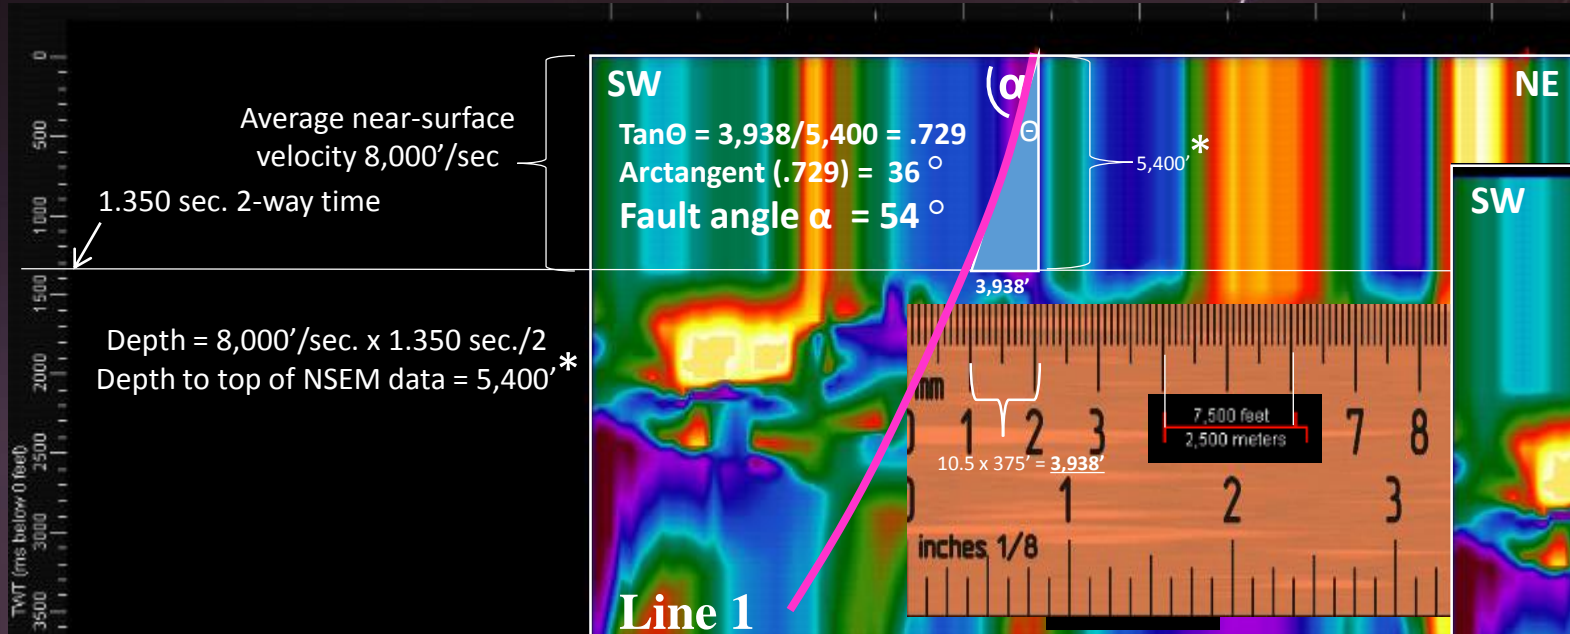 0
500
1000
1500
2000
2500
3000
3500
TWT (ms below 0 feet)
Average near-surface
velocity 8,000'/sec
1.350 sec. 2-way time
Depth = 8,000'/sec. x 1.350 sec./2
Depth to top of NSEM data = 5,400'*
SW
NE
α
Θ
TanΘ = 3,938/5,400 = .729
Arctangent (.729) = 36 °
Fault angle α = 54 °
5,400'*
3,938'
SW
mm
0 1 2 3 7 8
7,500 feet
2,500 meters
10.5 x 375' = 3,938'
0 1 2 3
inches 1/8
Line 1